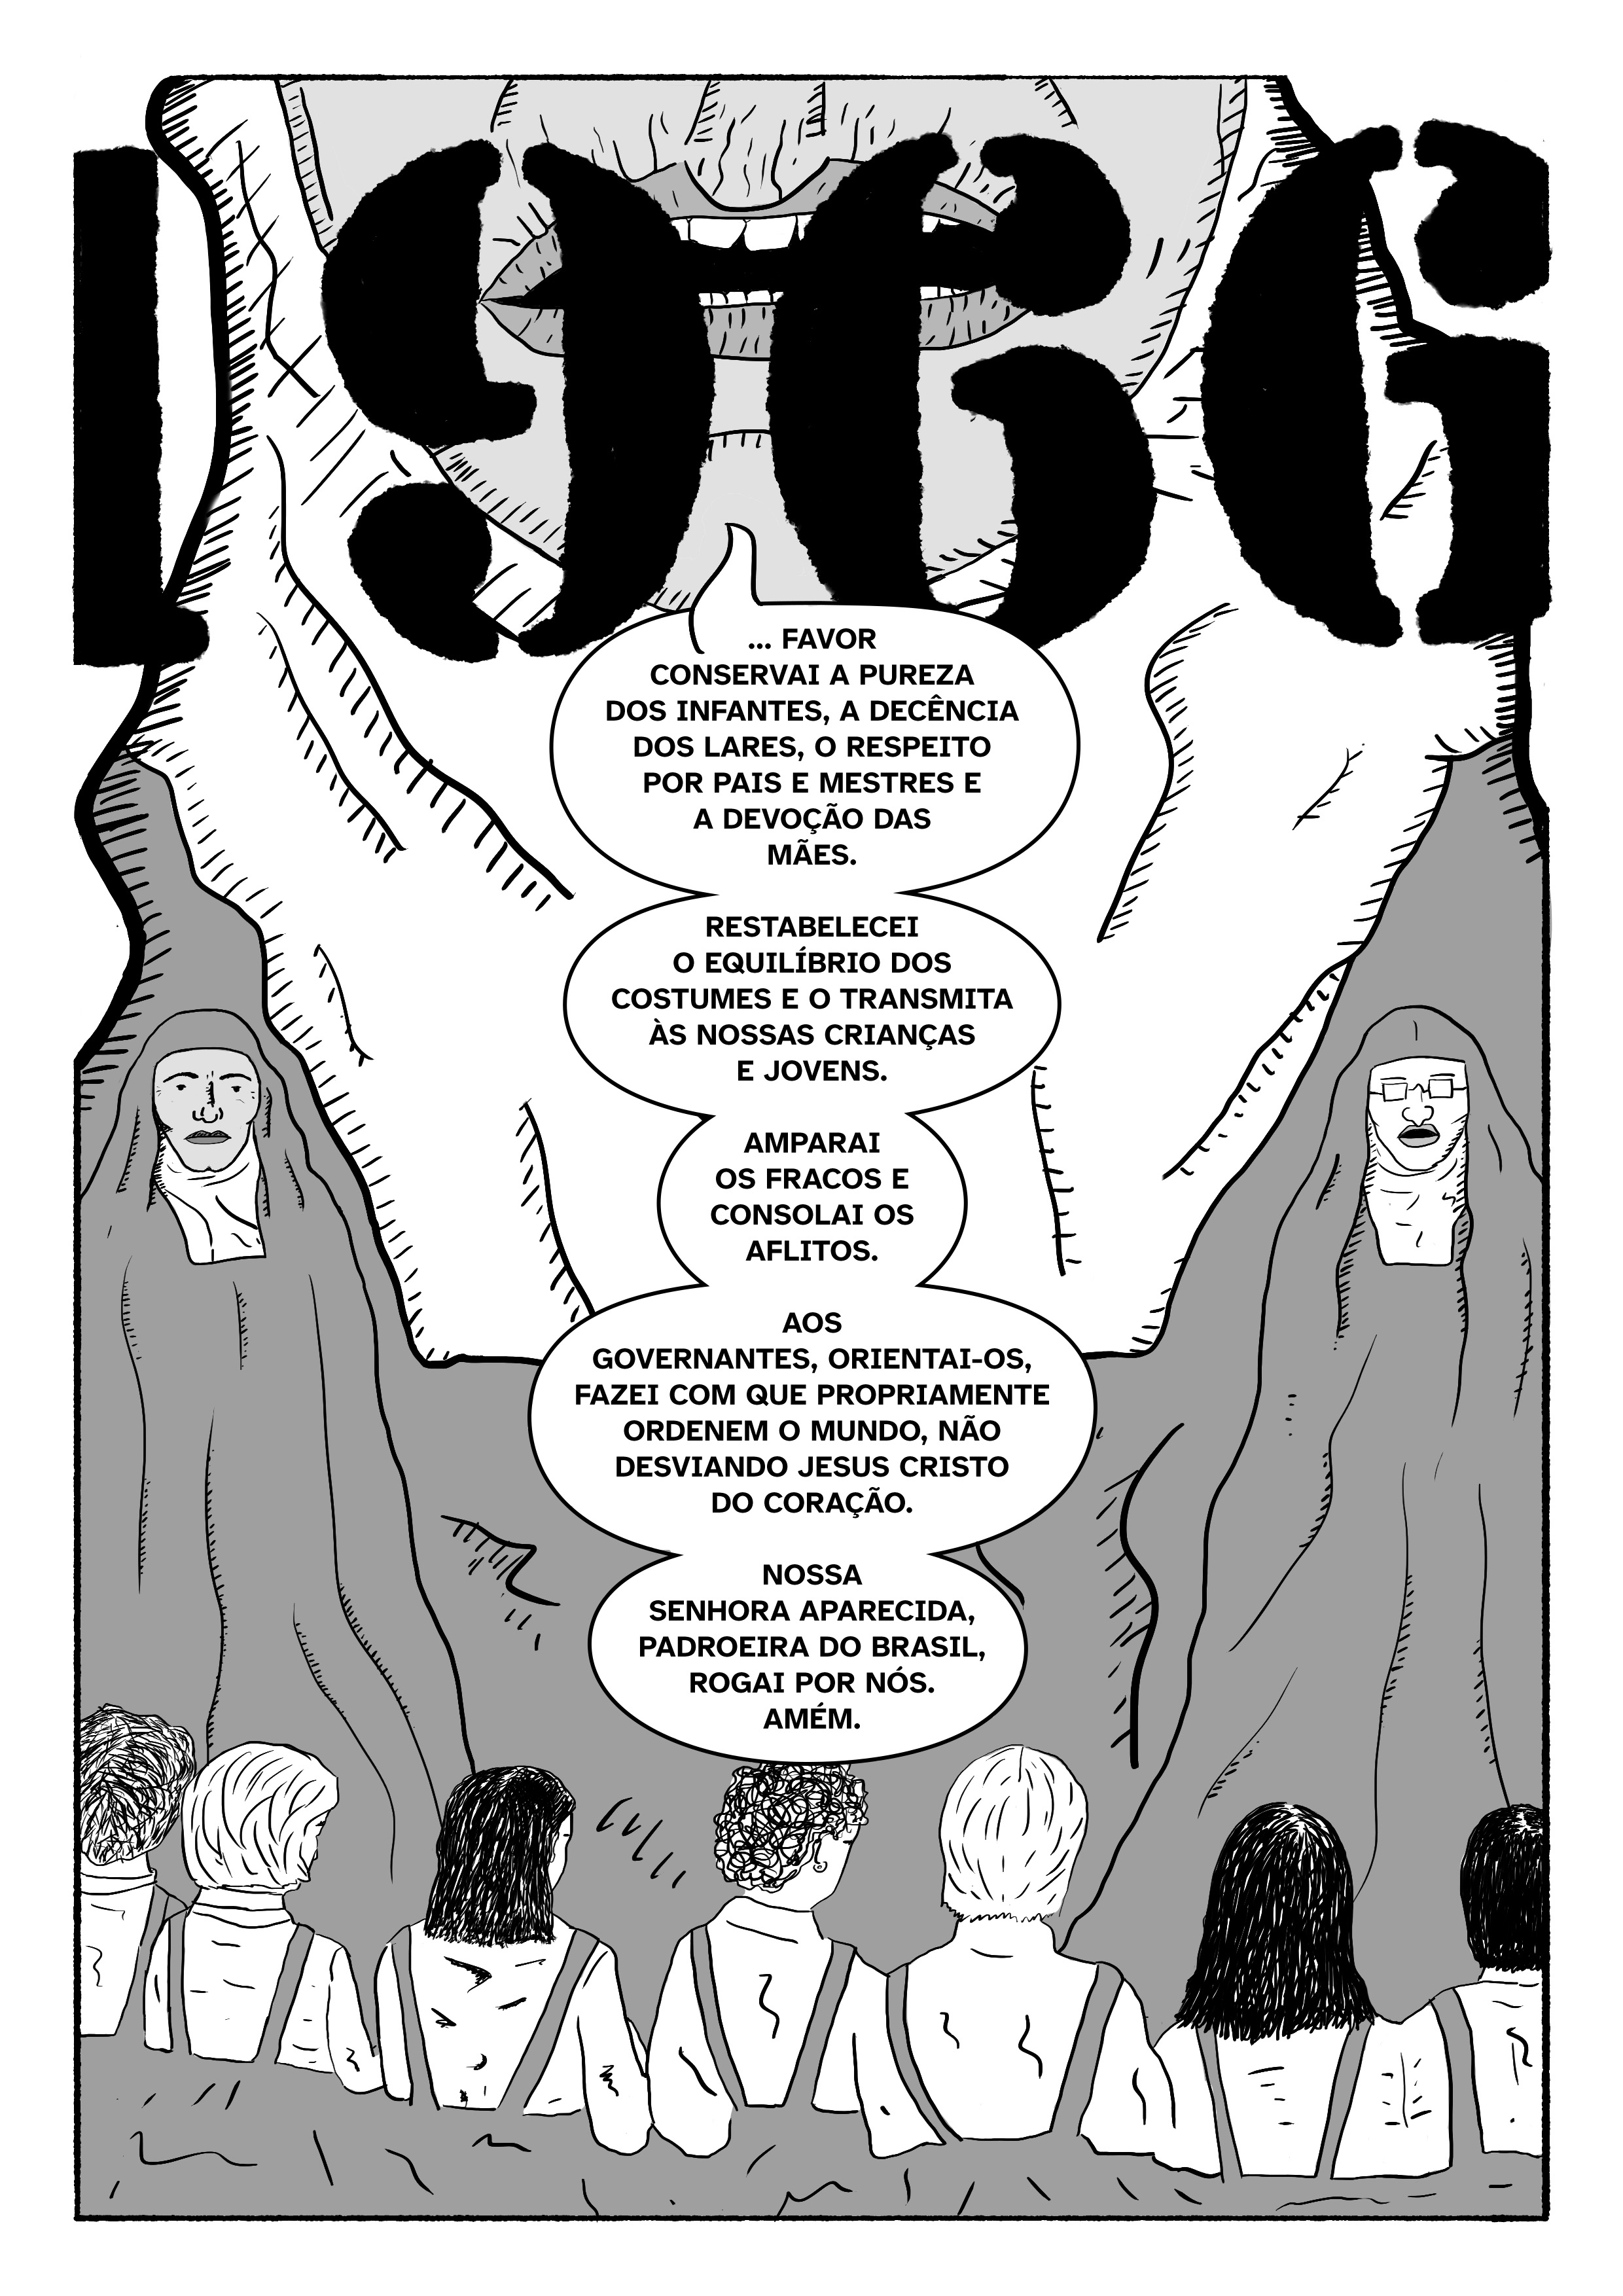 1966
... FAVOR
CONSERVAI A PUREZA
DOS INFANTES, A DECÊNCIA
DOS LARES, O RESPEITO
POR PAIS E MESTRES E
A DEVOÇÃO DAS
MÃES.
RESTABELECEI
O EQUILÍBRIO DOS
COSTUMES E O TRANSMITA
ÀS NOSSAS CRIANÇAS
E JOVENS.
AMPARAI
OS FRACOS E
CONSOLAI OS
AFLITOS.
AOS
GOVERNANTES, ORIENTAI-OS,
FAZEI COM QUE PROPRIAMENTE
ORDENEM O MUNDO, NÃO
DESVIANDO JESUS CRISTO
DO CORAÇÃO.
NOSSA
SENHORA APARECIDA,
PADROEIRA DO BRASIL,
ROGAI POR NÓS.
AMÉM.